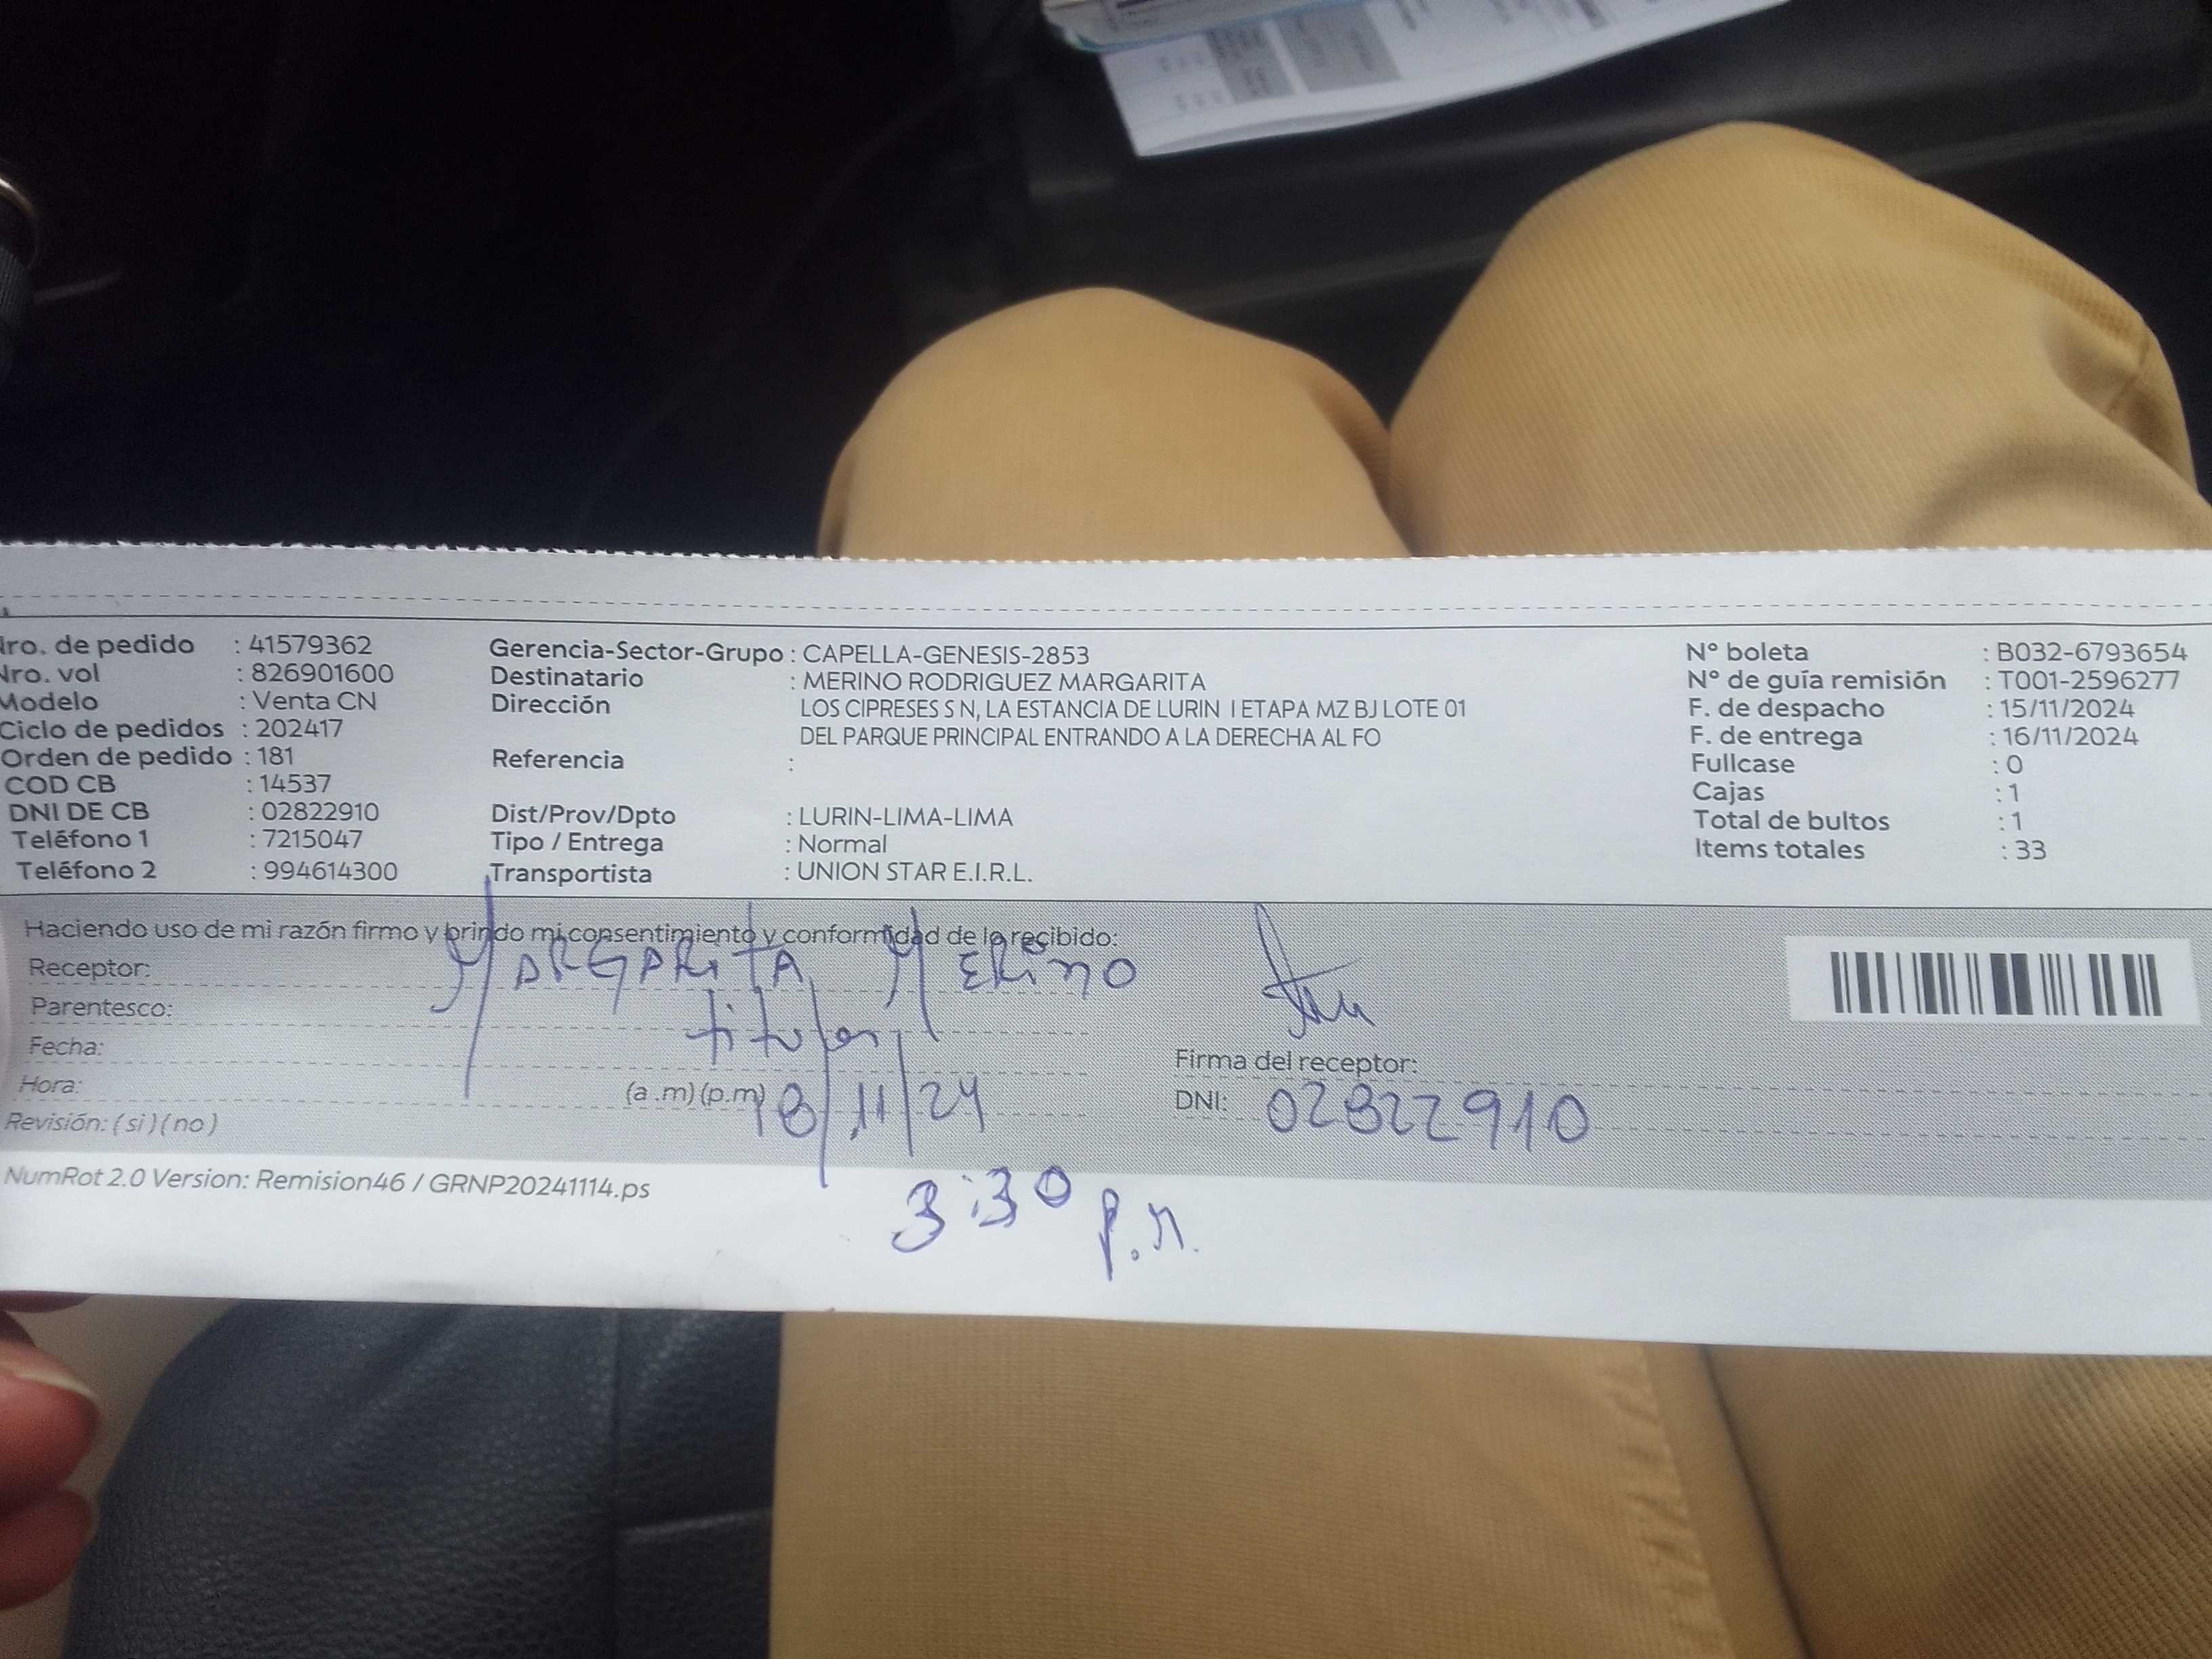 Nro. de pedido : 41579362
Nro. vol : 826901600
Modelo : Venta CN
Ciclo de pedidos : 202417
Orden de pedido : 181
COD CB : 14537
DNI DE CB : 02822910
Teléfono 1 : 7215047
Teléfono 2 : 994614300
Gerencia-Sector-Grupo : CAPELLA-GENESIS-2853
Destinatario : MERINO RODRIGUEZ MARGARITA
Dirección LOS CIPRESES S N, LA ESTANCIA DE LURIN I ETAPA MZ BJ LOTE 01
DEL PARQUE PRINCIPAL ENTRANDO A LA DERECHA AL FO
Referencia :
Dist/Prov/Dpto : LURIN-LIMA-LIMA
Tipo / Entrega : Normal
Transportista : UNION STAR E.I.R.L.
N° boleta : B032-6793654
N° de guía remisión : T001-2596277
F. de despacho : 15/11/2024
F. de entrega : 16/11/2024
Fullcase : 0
Cajas : 1
Total de bultos : 1
Items totales : 33
Haciendo uso de mi razón firmo y brindo mi consentimiento y conformidad de lo recibido:
Receptor: MARGARITA MERINO
Parentesco: titular
Fecha:
Hora: (a.m) (p.m) 18/11/24
Revisión: ( si ) ( no )
Firma del receptor:
DNI: 02822910
NumRot 2.0 Version: Remision46 / GRNP20241114.ps
3:30 p.m.